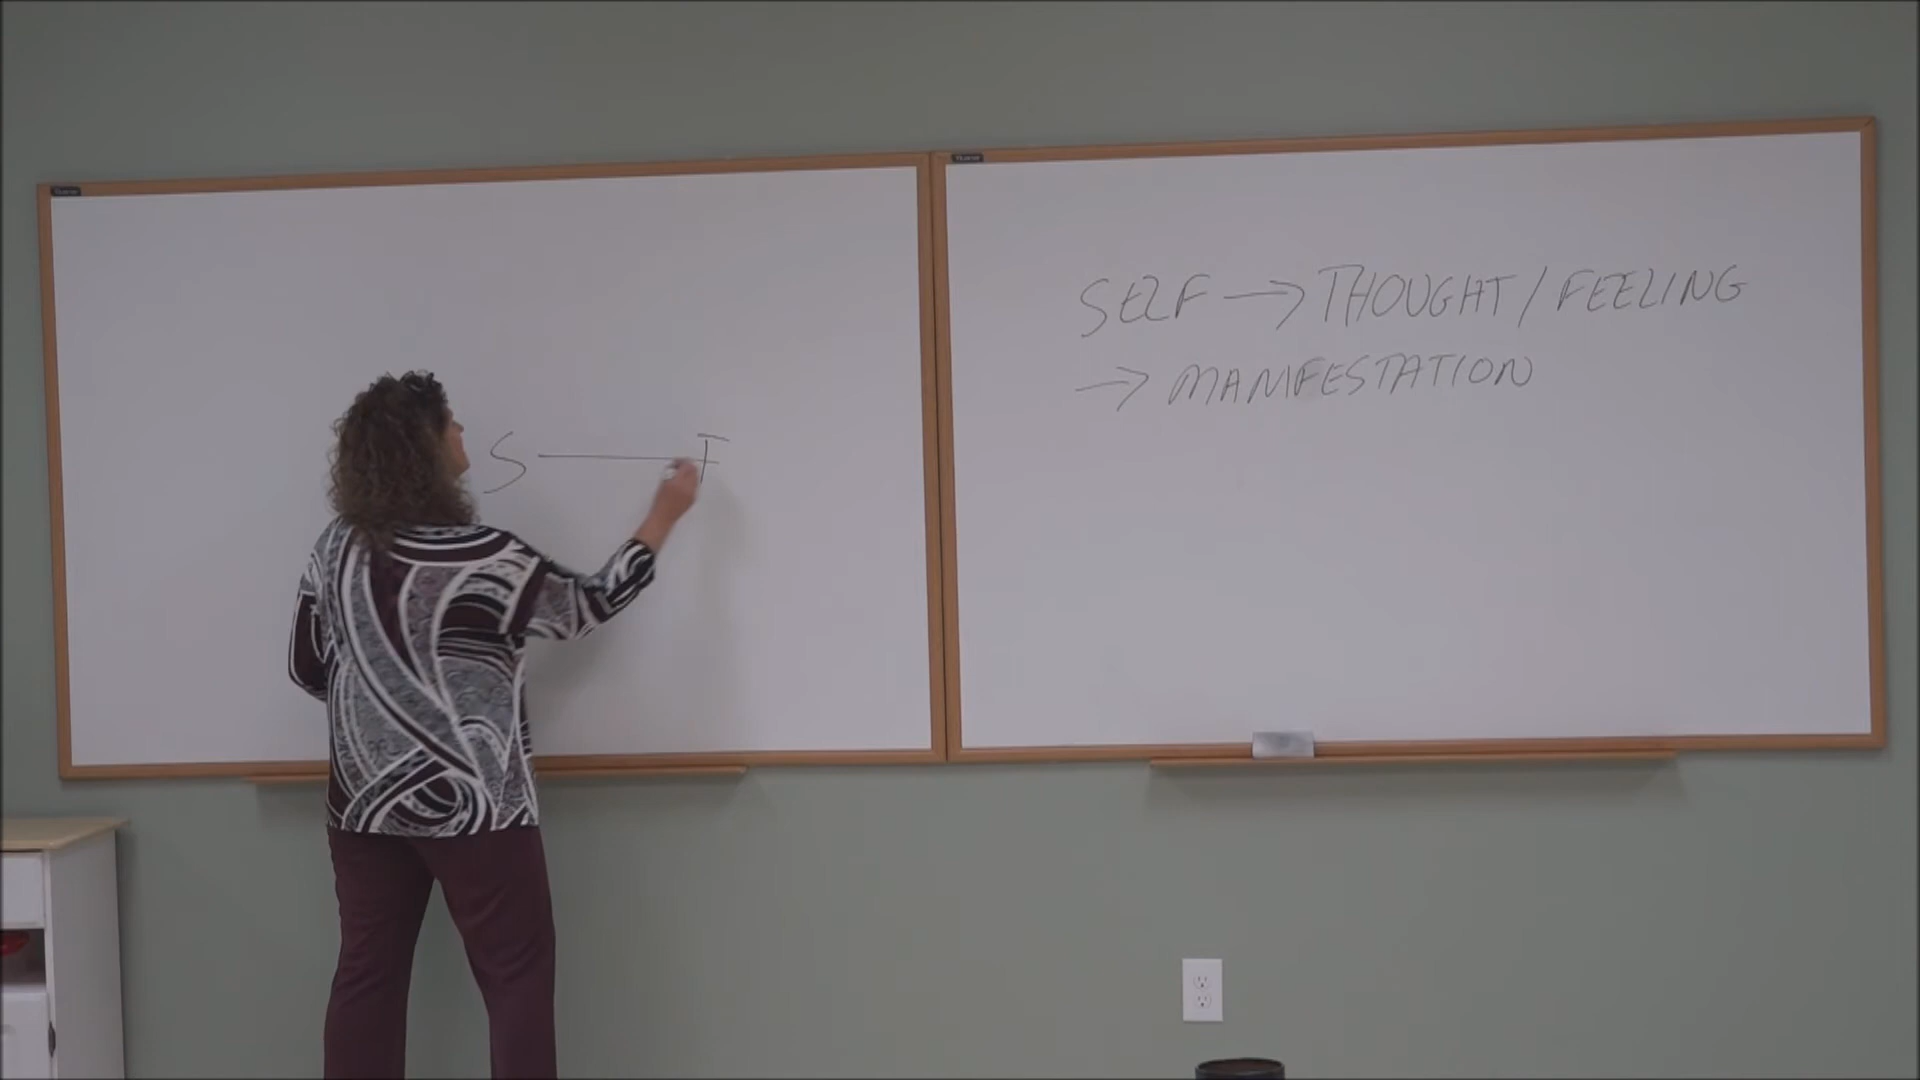 S — F
SELF → THOUGHT / FEELING
→ MANIFESTATION